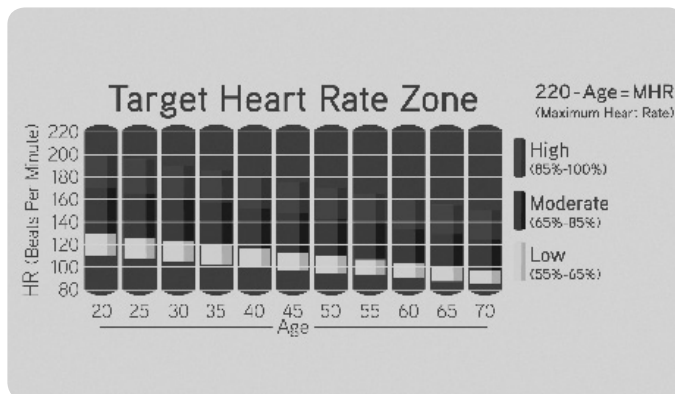 Target Heart Rate Zone
220-Age=MHR
(Maximum Heart Rate)
HR (Beats Per Minute)
220
200
180
160
140
120
100
80
20 25 30 35 40 45 50 55 60 65 70
Age
High
(85%-100%)
Moderate
(65%-85%)
Low
(55%-65%)